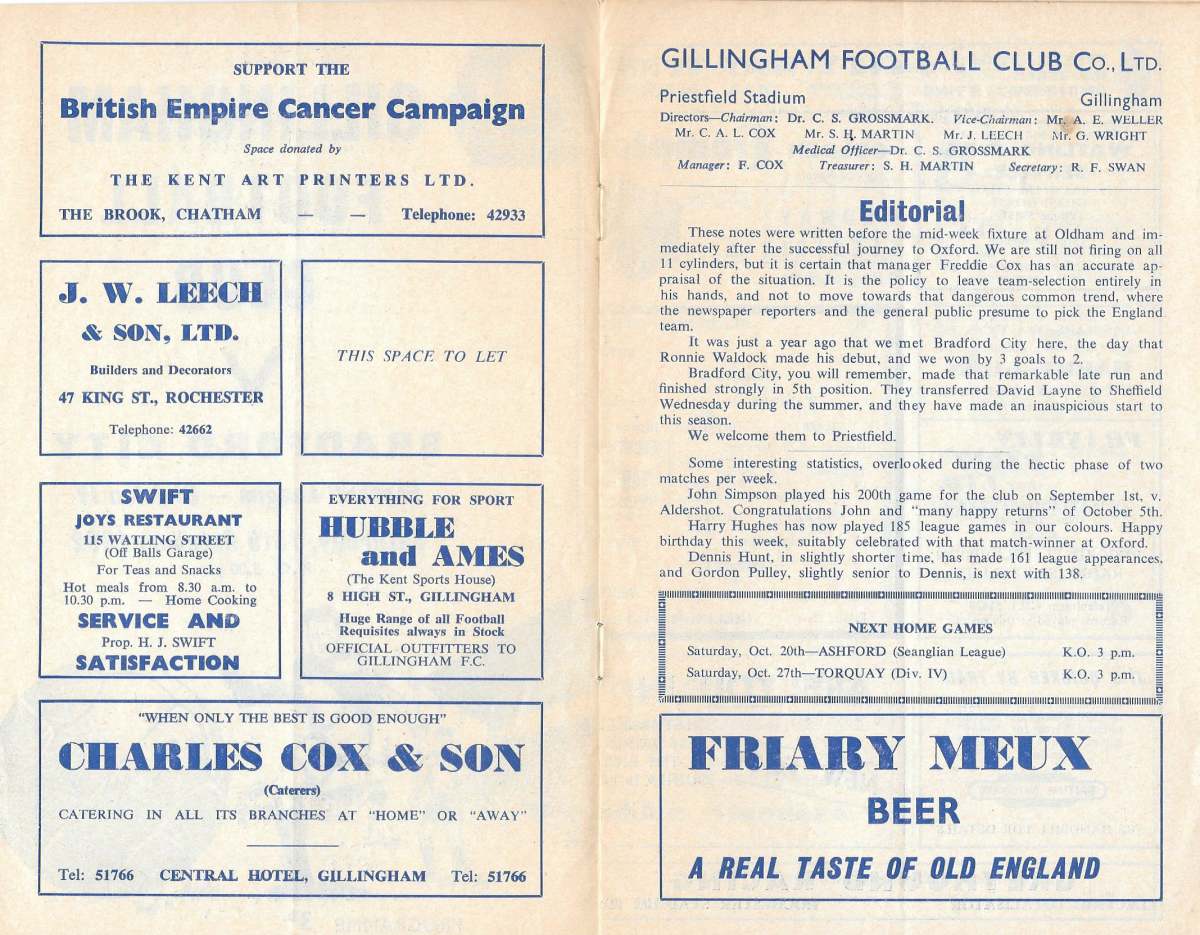 SUPPORT THE
British Empire Cancer Campaign
Space donated by
THE KENT ART PRINTERS LTD.
THE BROOK, CHATHAM — — Telephone: 42933
J. W. LEECH
& SON, LTD.
Builders and Decorators
47 KING ST., ROCHESTER
Telephone: 42662
THIS SPACE TO LET
SWIFT
JOYS RESTAURANT
115 WATLING STREET
(Off Balls Garage)
For Teas and Snacks
Hot meals from 8.30 a.m. to
10.30 p.m. — Home Cooking
SERVICE AND
Prop. H. J. SWIFT
SATISFACTION
EVERYTHING FOR SPORT
HUBBLE
and AMES
(The Kent Sports House)
8 HIGH ST., GILLINGHAM
Huge Range of all Football
Requisites always in Stock
OFFICIAL OUTFITTERS TO
GILLINGHAM F.C.
"WHEN ONLY THE BEST IS GOOD ENOUGH"
CHARLES COX & SON
(Caterers)
CATERING IN ALL ITS BRANCHES AT "HOME" OR "AWAY"
Tel: 51766 CENTRAL HOTEL, GILLINGHAM Tel: 51766
GILLINGHAM FOOTBALL CLUB Co., LTD.
Priestfield Stadium Gillingham
Directors—Chairman: Dr. C. S. GROSSMARK. Vice-Chairman: Mr. A. E. WELLER
Mr. C. A. L. COX Mr. S. H. MARTIN Mr. J. LEECH Mr. G. WRIGHT
Medical Officer—Dr. C. S. GROSSMARK
Manager: F. COX Treasurer: S. H. MARTIN Secretary: R. F. SWAN
Editorial
These notes were written before the mid-week fixture at Oldham and im-
mediately after the successful journey to Oxford. We are still not firing on all
11 cylinders, but it is certain that manager Freddie Cox has an accurate ap-
praisal of the situation. It is the policy to leave team-selection entirely in
his hands, and not to move towards that dangerous common trend, where
the newspaper reporters and the general public presume to pick the England
team.
It was just a year ago that we met Bradford City here, the day that
Ronnie Waldock made his debut, and we won by 3 goals to 2.
Bradford City, you will remember, made that remarkable late run and
finished strongly in 5th position. They transferred David Layne to Sheffield
Wednesday during the summer, and they have made an inauspicious start to
this season.
We welcome them to Priestfield.
Some interesting statistics, overlooked during the hectic phase of two
matches per week.
John Simpson played his 200th game for the club on September 1st, v.
Aldershot. Congratulations John and "many happy returns" of October 5th.
Harry Hughes has now played 185 league games in our colours. Happy
birthday this week, suitably celebrated with that match-winner at Oxford.
Dennis Hunt, in slightly shorter time, has made 161 league appearances,
and Gordon Pulley, slightly senior to Dennis, is next with 138.
NEXT HOME GAMES
Saturday, Oct. 20th—ASHFORD (Seanglian League) K.O. 3 p.m.
Saturday, Oct. 27th—TORQUAY (Div. IV) K.O. 3 p.m.
FRIARY MEUX
BEER
A REAL TASTE OF OLD ENGLAND